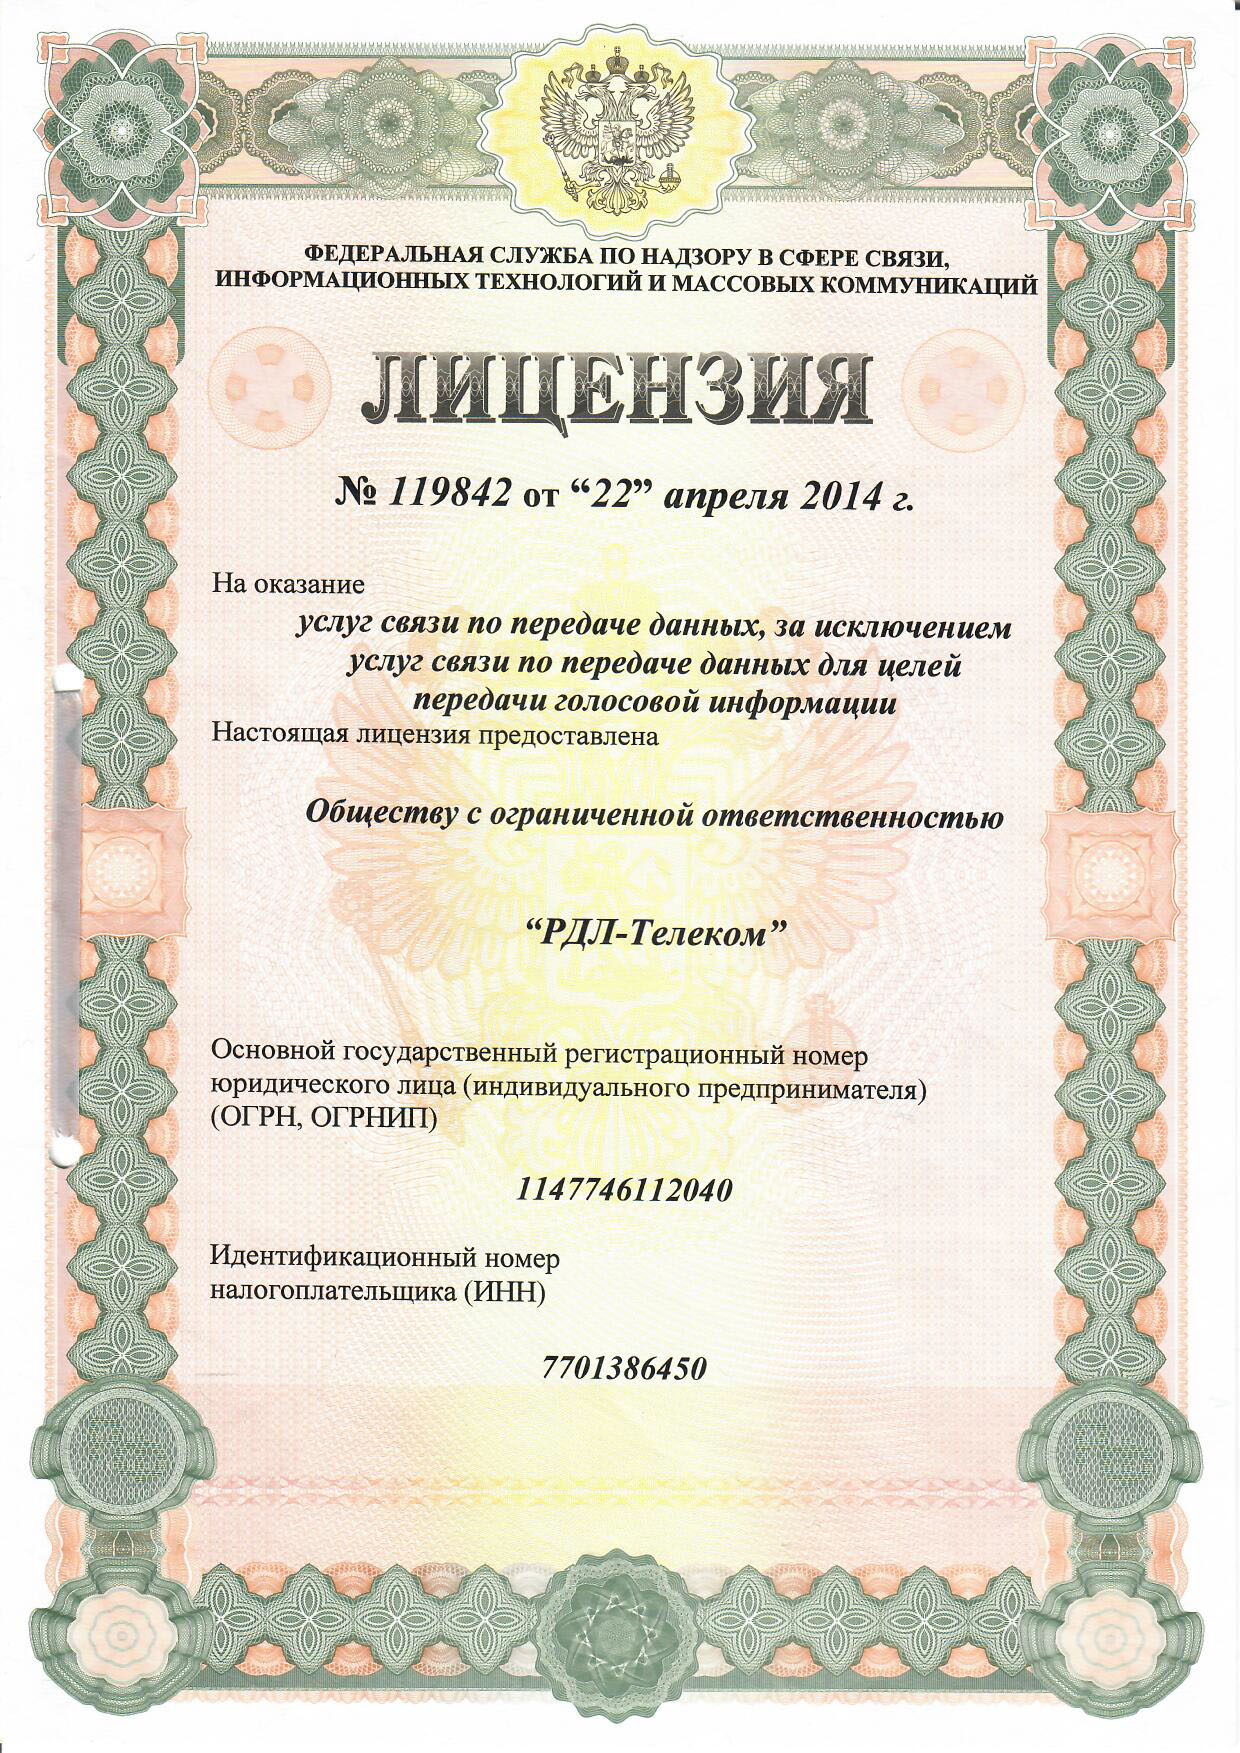 ФЕДЕРАЛЬНАЯ СЛУЖБА ПО НАДЗОРУ В СФЕРЕ СВЯЗИ,
ИНФОРМАЦИОННЫХ ТЕХНОЛОГИЙ И МАССОВЫХ КОММУНИКАЦИЙ
ЛИЦЕНЗИЯ
№ 119842 от “22” апреля 2014 г.
На оказание
услуг связи по передаче данных, за исключением
услуг связи по передаче данных для целей
передачи голосовой информации
Настоящая лицензия предоставлена
Обществу с ограниченной ответственностью
“РДЛ-Телеком”
Основной государственный регистрационный номер
юридического лица (индивидуального предпринимателя)
(ОГРН, ОГРНИП)
1147746112040
Идентификационный номер
налогоплательщика (ИНН)
7701386450